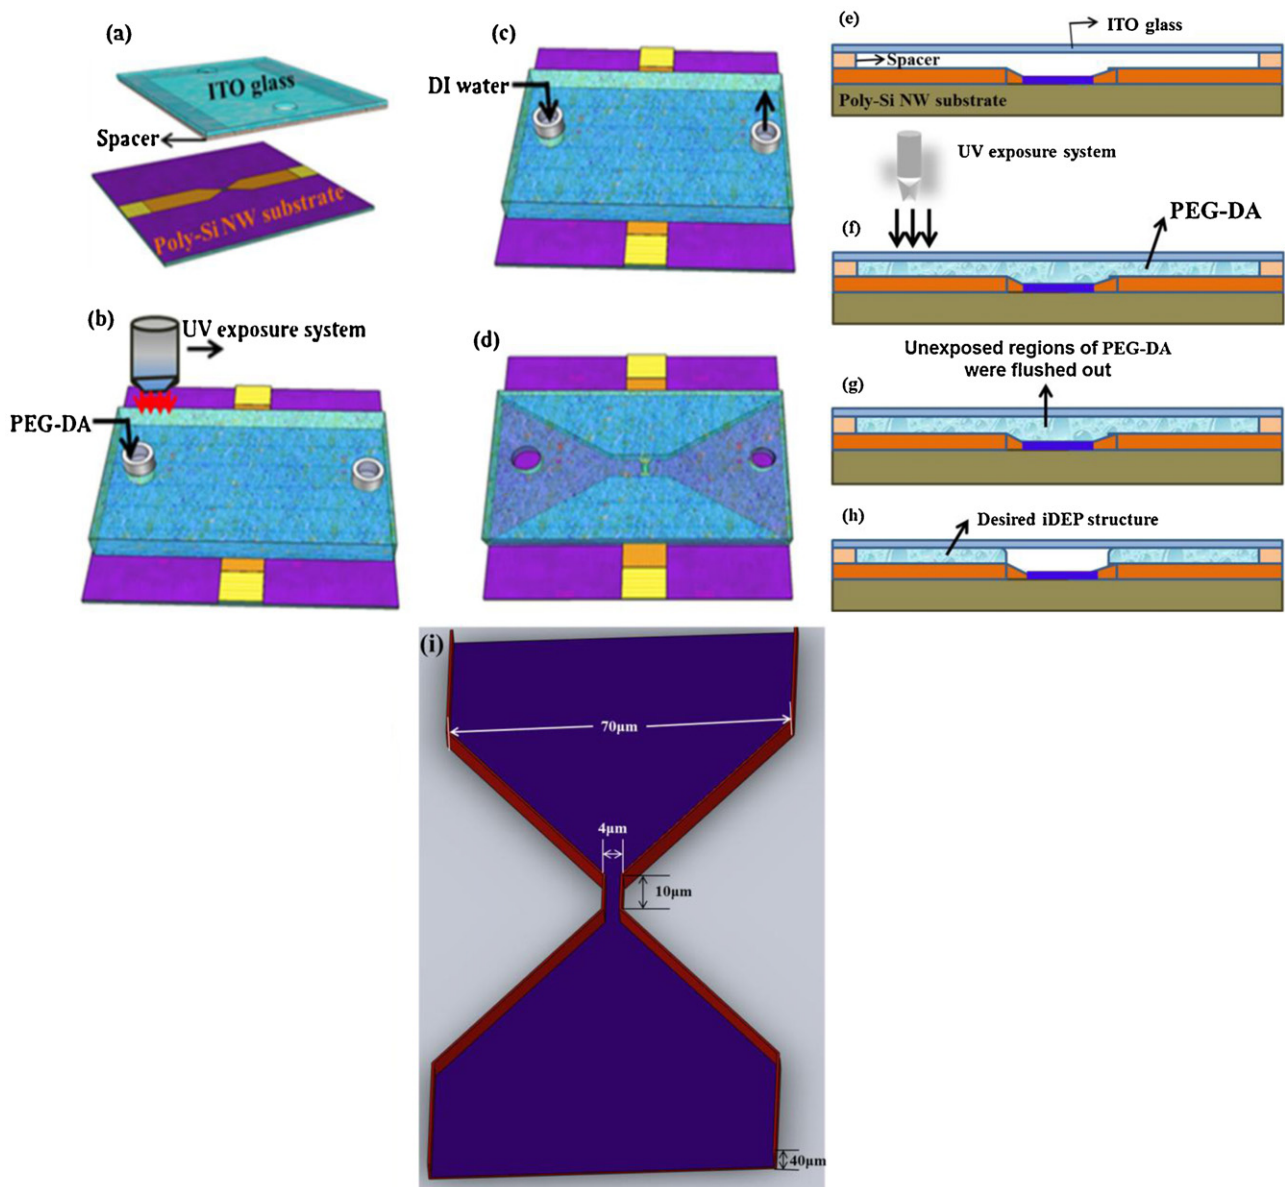 (a)
ITO glass
Spacer
Poly-Si NW substrate
(b)
UV exposure system
PEG-DA
(c)
DI water
(d)
(e)
ITO glass
Spacer
Poly-Si NW substrate
UV exposure system
(f)
PEG-DA
Unexposed regions of PEG-DA
were flushed out
(g)
(h)
Desired iDEP structure
(i)
70μm
4μm
10μm
40μm